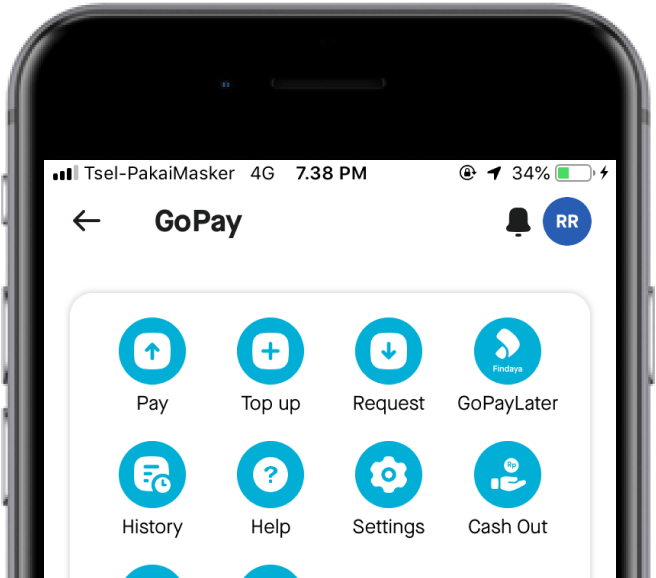 Tsel-PakaiMasker 4G 7.38 PM 34%
GoPay RR
Findaya
Pay Top up Request GoPayLater
Rp
History Help Settings Cash Out